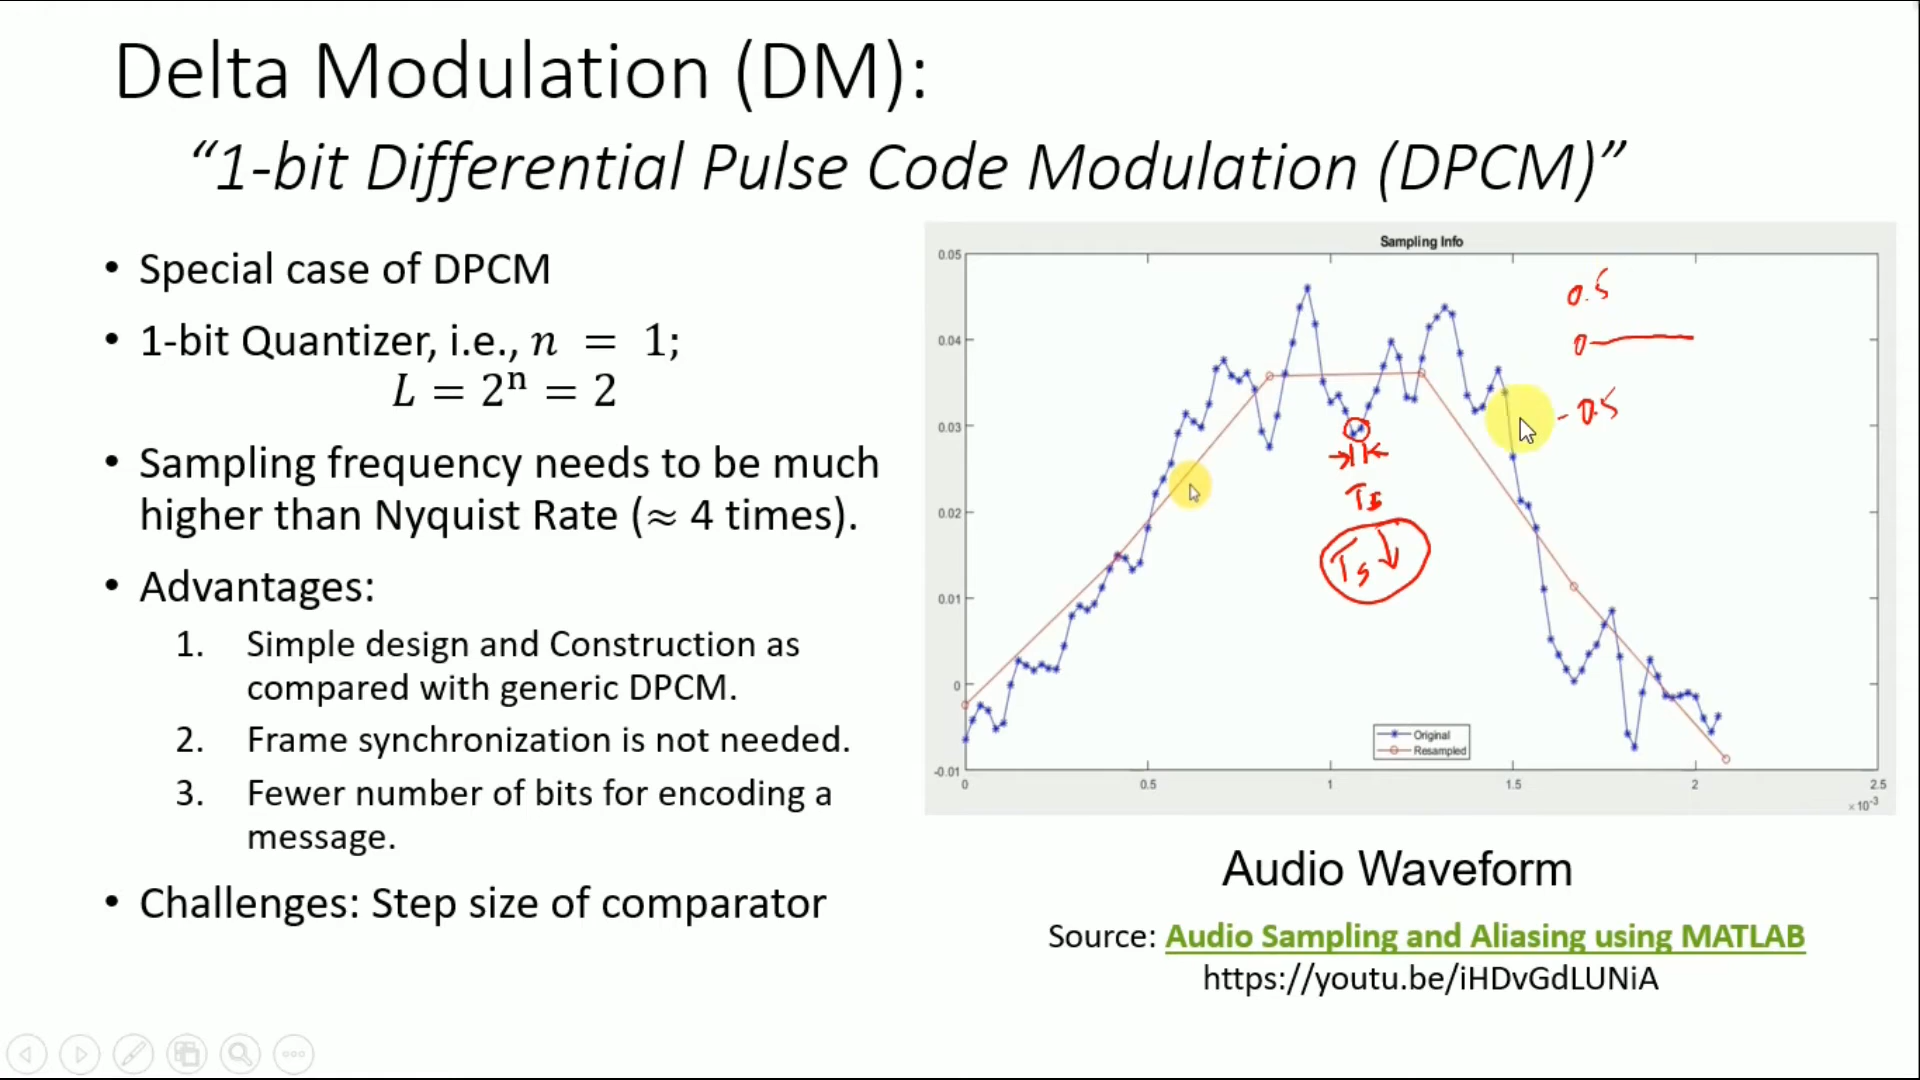 Delta Modulation (DM):
“1-bit Differential Pulse Code Modulation (DPCM)”
• Special case of DPCM
• 1-bit Quantizer, i.e., n = 1;
L = 2ⁿ = 2
• Sampling frequency needs to be much
higher than Nyquist Rate (≈ 4 times).
• Advantages:
1. Simple design and Construction as
compared with generic DPCM.
2. Frame synchronization is not needed.
3. Fewer number of bits for encoding a
message.
• Challenges: Step size of comparator
Sampling Info
0.05
0.04
0.03
0.02
0.01
0
-0.01
0 0.5 1 1.5 2 2.5
×10⁻³
Original
Resampled
0.5
0
-0.5
Ts
Ts↓
Audio Waveform
Source: Audio Sampling and Aliasing using MATLAB
https://youtu.be/iHDvGdLUNiA